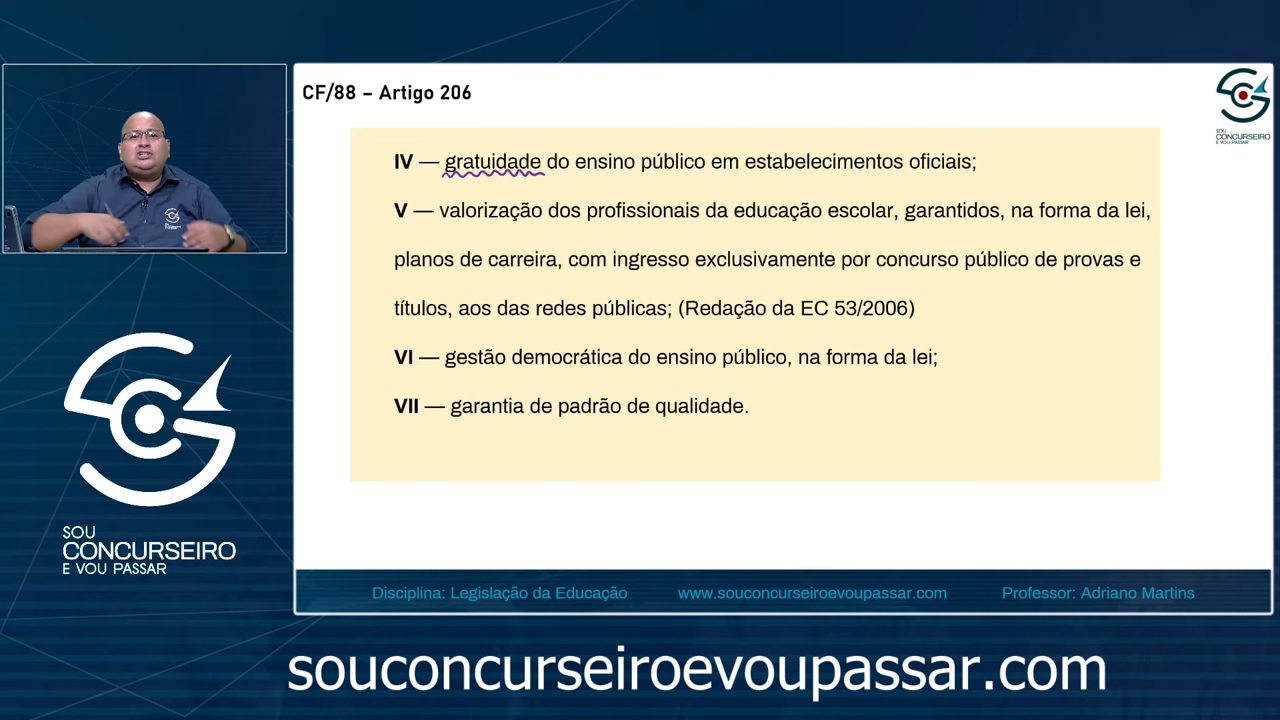 CF/88 – Artigo 206
SOU
CONCURSEIRO
E VOU PASSAR
IV — gratuidade do ensino público em estabelecimentos oficiais;
V — valorização dos profissionais da educação escolar, garantidos, na forma da lei,
planos de carreira, com ingresso exclusivamente por concurso público de provas e
títulos, aos das redes públicas; (Redação da EC 53/2006)
VI — gestão democrática do ensino público, na forma da lei;
VII — garantia de padrão de qualidade.
SOU
CONCURSEIRO
E VOU PASSAR
Disciplina: Legislação da Educação
www.souconcurseiroevoupassar.com
Professor: Adriano Martins
souconcurseiroevoupassar.com